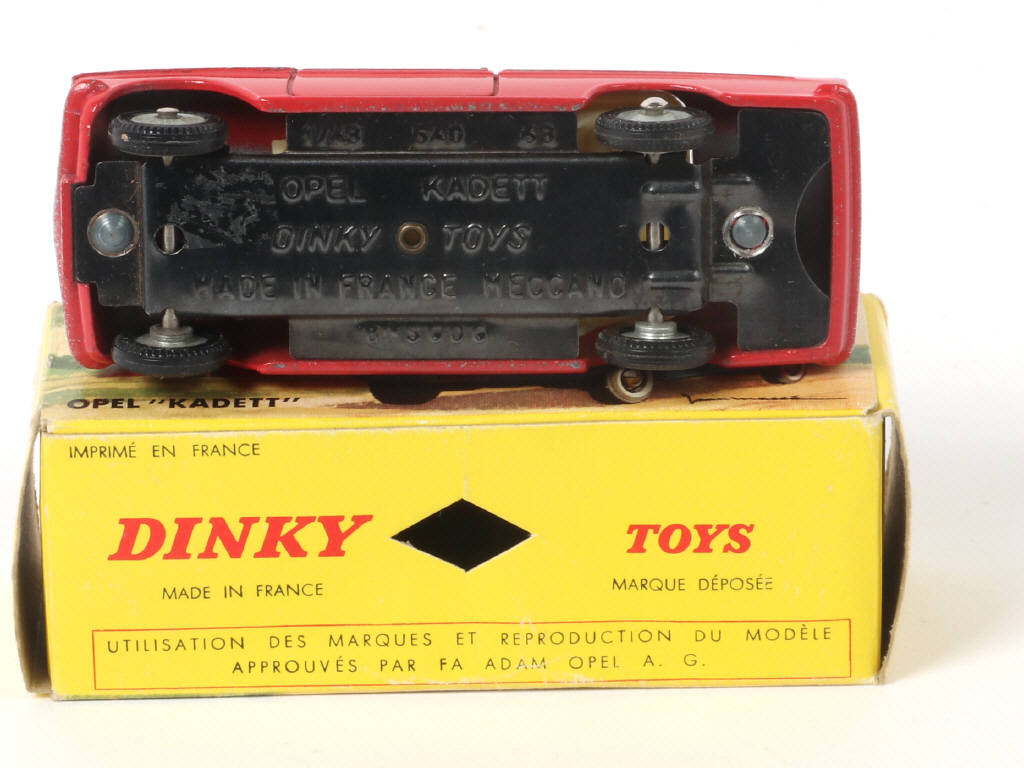 1/43 540 63
OPEL KADETT
DINKY TOYS
MADE IN FRANCE MECCANO
OPEL "KADETT"
IMPRIMÉ EN FRANCE
DINKY TOYS
MADE IN FRANCE MARQUE DÉPOSÉE
UTILISATION DES MARQUES ET REPRODUCTION DU MODÈLE
APPROUVÉS PAR FA ADAM OPEL A. G.